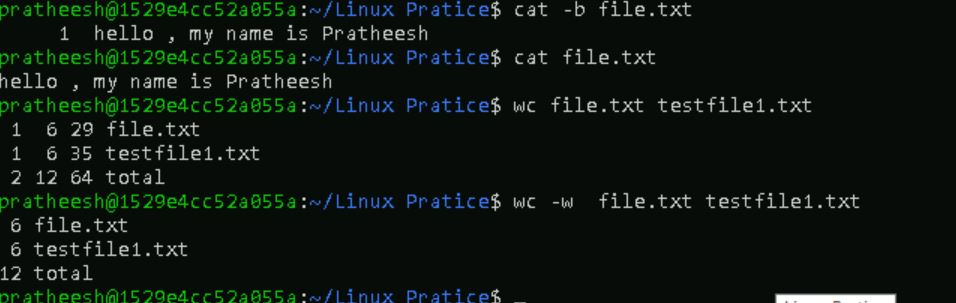 pratheesh@1529e4cc52a055a:~/Linux Pratice$ cat -b file.txt
     1  hello , my name is Pratheesh
pratheesh@1529e4cc52a055a:~/Linux Pratice$ cat file.txt
hello , my name is Pratheesh
pratheesh@1529e4cc52a055a:~/Linux Pratice$ wc file.txt testfile1.txt
 1  6 29 file.txt
 1  6 35 testfile1.txt
 2 12 64 total
pratheesh@1529e4cc52a055a:~/Linux Pratice$ wc -w  file.txt testfile1.txt
 6 file.txt
 6 testfile1.txt
12 total
pratheesh@1529e4cc52a055a:~/Linux Pratice$ _